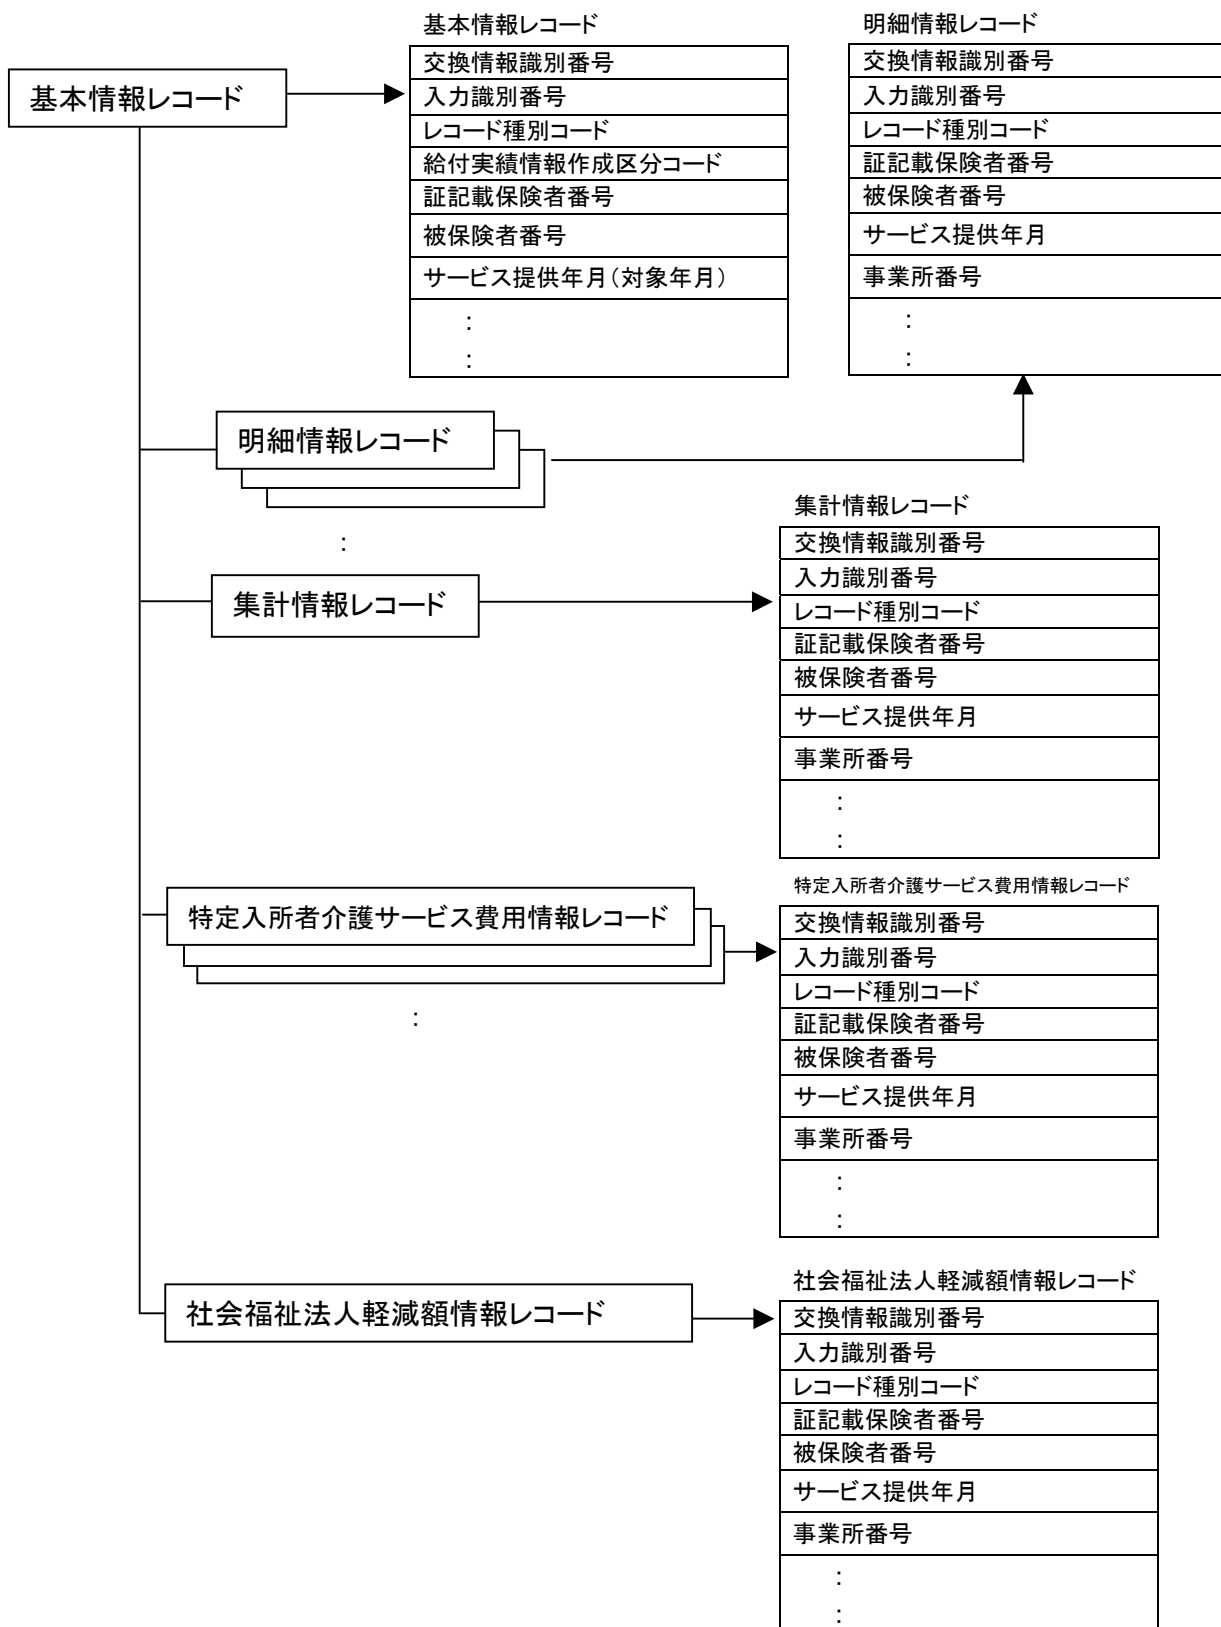 基本情報レコード
基本情報レコード
交換情報識別番号
入力識別番号
レコード種別コード
給付実績情報作成区分コード
証記載保険者番号
被保険者番号
サービス提供年月(対象年月)
:
:
明細情報レコード
交換情報識別番号
入力識別番号
レコード種別コード
証記載保険者番号
被保険者番号
サービス提供年月
事業所番号
:
:
明細情報レコード
:
集計情報レコード
集計情報レコード
交換情報識別番号
入力識別番号
レコード種別コード
証記載保険者番号
被保険者番号
サービス提供年月
事業所番号
:
:
特定入所者介護サービス費用情報レコード
:
特定入所者介護サービス費用情報レコード
交換情報識別番号
入力識別番号
レコード種別コード
証記載保険者番号
被保険者番号
サービス提供年月
事業所番号
:
:
社会福祉法人軽減額情報レコード
社会福祉法人軽減額情報レコード
交換情報識別番号
入力識別番号
レコード種別コード
証記載保険者番号
被保険者番号
サービス提供年月
事業所番号
:
: